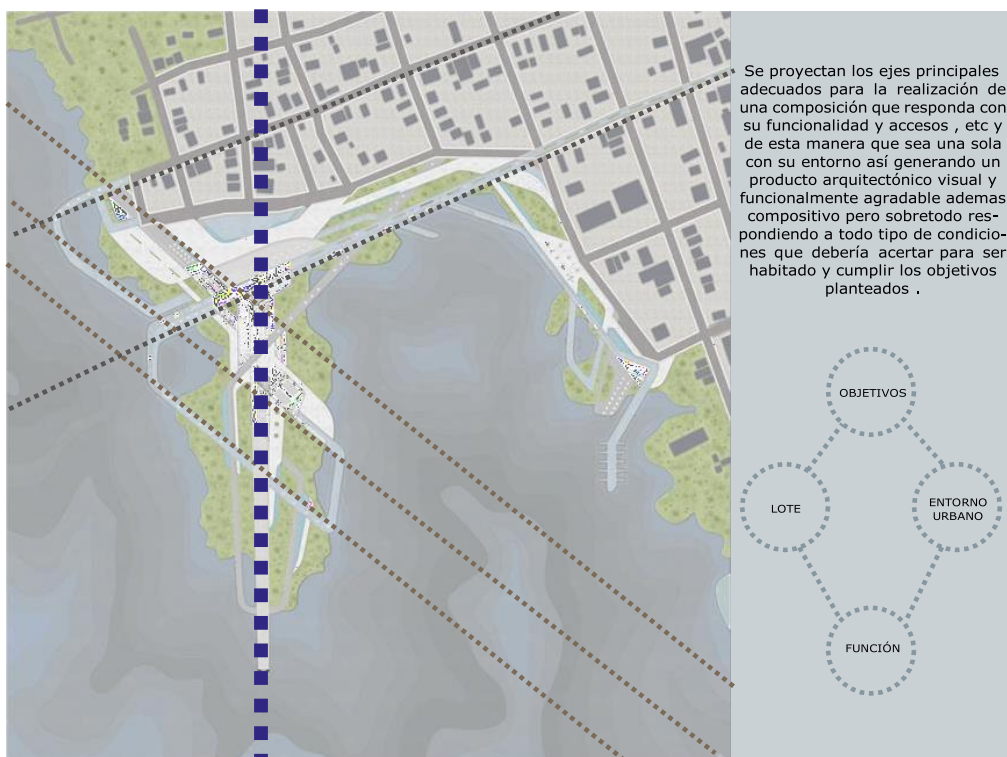 Se proyectan los ejes principales
adecuados para la realización de
una composición que responda con
su funcionalidad y accesos , etc y
de esta manera que sea una sola
con su entorno así generando un
producto arquitectónico visual y
funcionalmente agradable ademas
compositivo pero sobretodo res-
pondiendo a todo tipo de condicio-
nes que debería acertar para ser
habitado y cumplir los objetivos
planteados .
OBJETIVOS
LOTE
ENTORNO
URBANO
FUNCIÓN